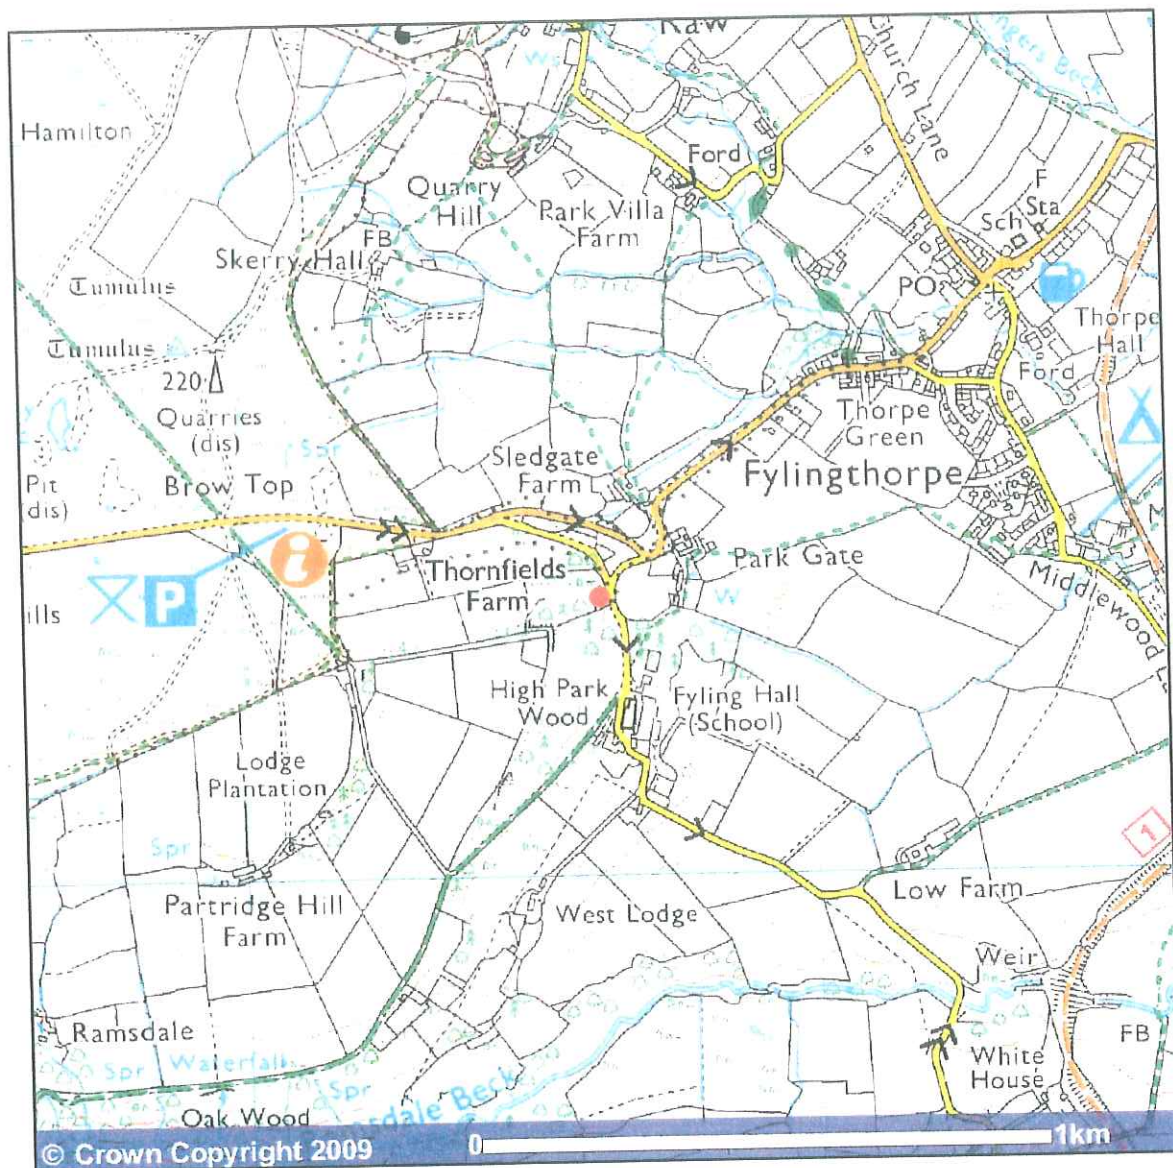 Raw
Church Lane
Hamilton
Ford
F
Sta
Sch
Quarry
Hill
Park Villa
Farm
FB
Skerry Hall
PO
Tumulus
Thorpe
Hall
Tumulus
220
Ford
Quarries
(dis)
Thorpe
Green
Spr
Sledgate
Farm
Fylingthorpe
Pit
(dis)
Brow Top
i
Park Gate
Thornfields
Farm
W
P
ills
High Park
Wood
Fyling Hall
(School)
Lodge
Plantation
1
Spr
Low Farm
Partridge Hill
Farm
West Lodge
Weir
Ramsdale
FB
Spr
Waterfall
Spr
White
House
Oak Wood
© Crown Copyright 2009
0
1km